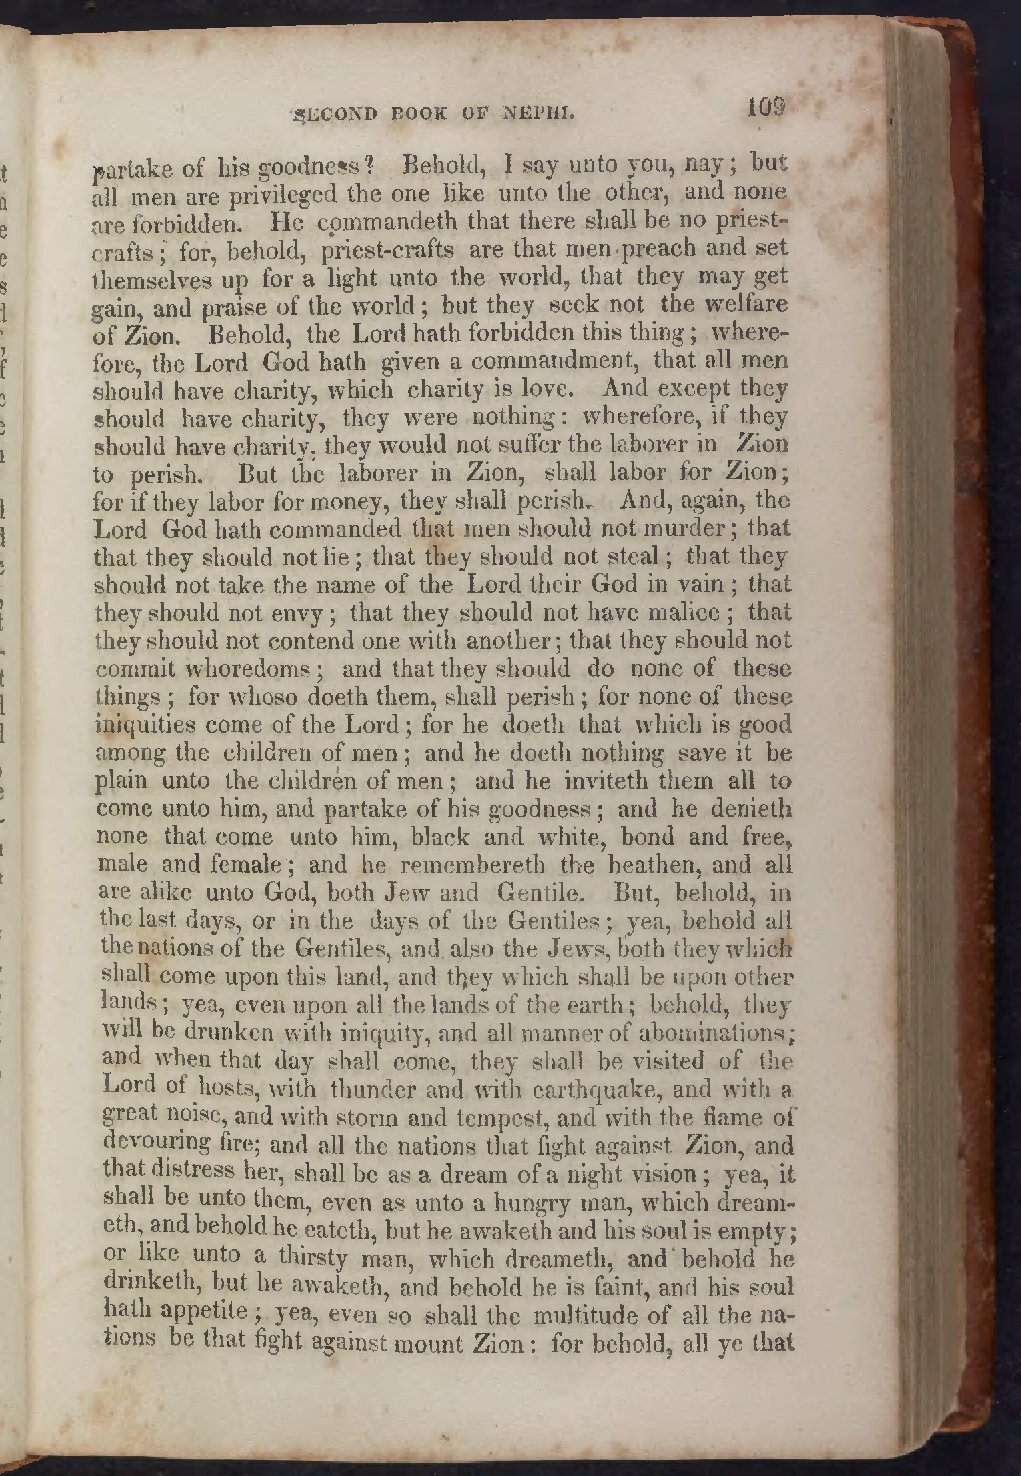 SECOND BOOK OF NEPHI. 109
partake of his goodness? Behold, I say unto you, nay; but
all men are privileged the one like unto the other, and none
are forbidden. He commandeth that there shall be no priest-
crafts; for, behold, priest-crafts are that men preach and set
themselves up for a light unto the world, that they may get
gain, and praise of the world; but they seek not the welfare
of Zion. Behold, the Lord hath forbidden this thing; where-
fore, the Lord God hath given a commandment, that all men
should have charity, which charity is love. And except they
should have charity, they were nothing: wherefore, if they
should have charity, they would not suffer the laborer in Zion
to perish. But the laborer in Zion, shall labor for Zion;
for if they labor for money, they shall perish. And, again, the
Lord God hath commanded that men should not murder; that
that they should not lie; that they should not steal; that they
should not take the name of the Lord their God in vain; that
they should not envy; that they should not have malice; that
they should not contend one with another; that they should not
commit whoredoms; and that they should do none of these
things; for whoso doeth them, shall perish; for none of these
iniquities come of the Lord; for he doeth that which is good
among the children of men; and he doeth nothing save it be
plain unto the children of men; and he inviteth them all to
come unto him, and partake of his goodness; and he denieth
none that come unto him, black and white, bond and free,
male and female; and he remembereth the heathen, and all
are alike unto God, both Jew and Gentile. But, behold, in
the last days, or in the days of the Gentiles; yea, behold all
the nations of the Gentiles, and also the Jews, both they which
shall come upon this land, and they which shall be upon other
lands; yea, even upon all the lands of the earth; behold, they
will be drunken with iniquity, and all manner of abominations;
and when that day shall come, they shall be visited of the
Lord of hosts, with thunder and with earthquake, and with a
great noise, and with storm and tempest, and with the flame of
devouring fire; and all the nations that fight against Zion, and
that distress her, shall be as a dream of a night vision; yea, it
shall be unto them, even as unto a hungry man, which dream-
eth, and behold he eateth, but he awaketh and his soul is empty;
or like unto a thirsty man, which dreameth, and behold he
drinketh, but he awaketh, and behold he is faint, and his soul
hath appetite; yea, even so shall the multitude of all the na-
tions be that fight against mount Zion: for behold, all ye that